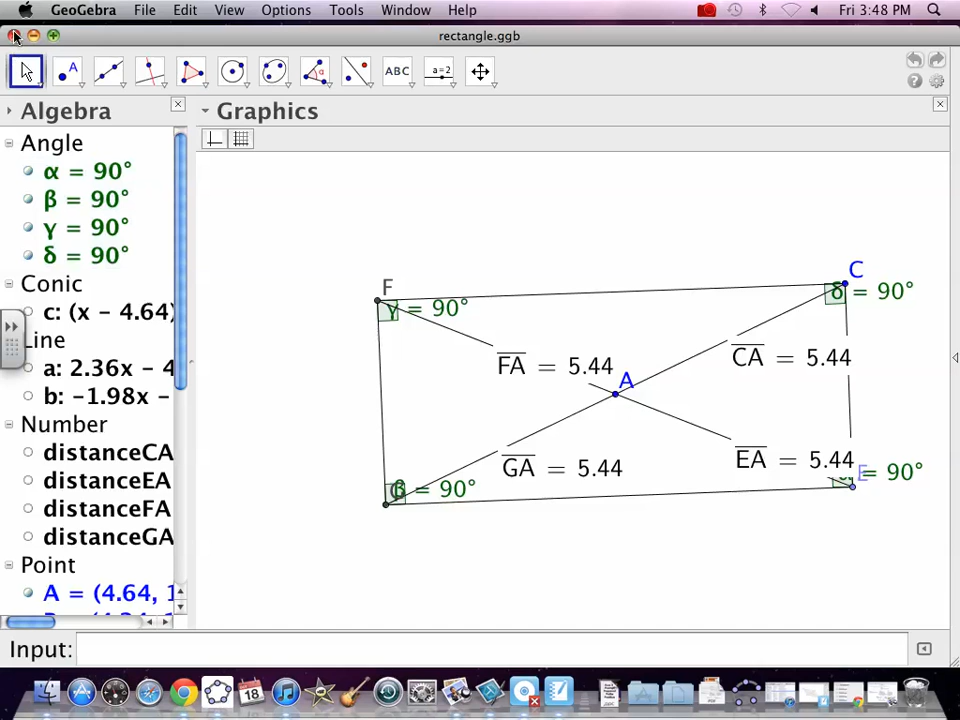 GeoGebra File Edit View Options Tools Window Help Fri 3:48 PM
rectangle.ggb
A ABC a=2
Algebra
Graphics
Angle
α = 90°
β = 90°
γ = 90°
δ = 90°
Conic
c: (x – 4.64)
Line
a: 2.36x – 4
b: –1.98x –
Number
distanceCA
distanceEA
distanceFA
distanceGA
Point
A = (4.64, 1
F
C
γ = 90°
δ = 90°
FA = 5.44
CA = 5.44
A
GA = 5.44
EA = 5.44
β = 90°
E
= 90°
Input:
18